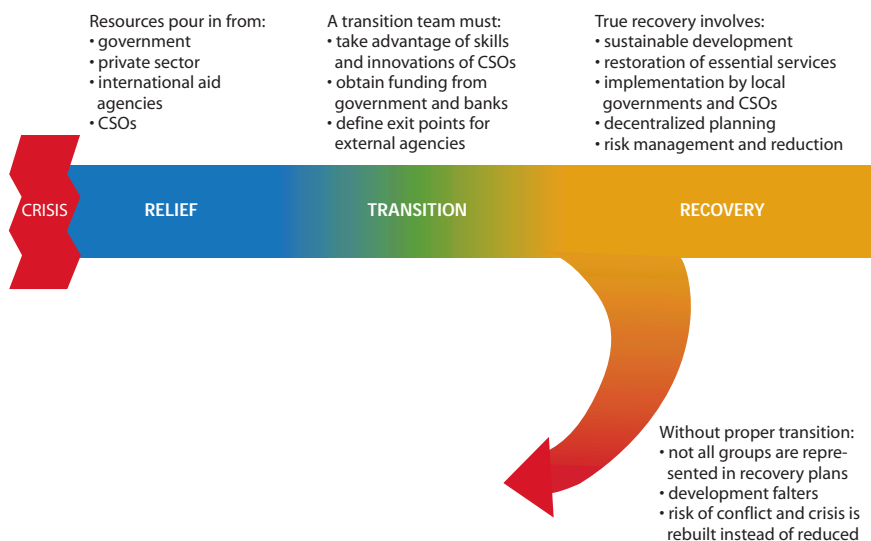 Resources pour in from:
• government
• private sector
• international aid
agencies
• CSOs
A transition team must:
• take advantage of skills
and innovations of CSOs
• obtain funding from
government and banks
• define exit points for
external agencies
True recovery involves:
• sustainable development
• restoration of essential services
• implementation by local
governments and CSOs
• decentralized planning
• risk management and reduction
CRISIS
RELIEF
TRANSITION
RECOVERY
Without proper transition:
• not all groups are repre-
sented in recovery plans
• development falters
• risk of conflict and crisis is
rebuilt instead of reduced